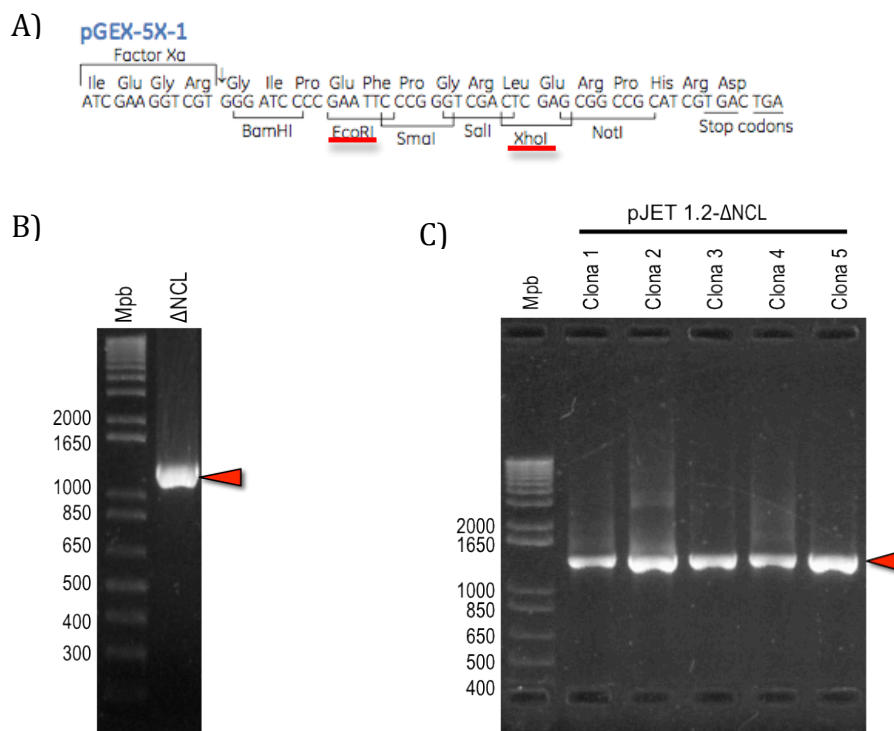 A)
pGEX-5X-1
Factor Xa
Ile Glu Gly Arg Gly Ile Pro Glu Phe Pro Gly Arg Leu Glu Arg Pro His Arg Asp
ATC GAA GGT CGT GGG ATC CCC GAA TTC CCG GGT CGA CTC GAG CGG CCG CAT CGT GAC TGA
BamHI EcoRI SmaI SalI XhoI NotI Stop codons
B)
Mpb ΔNCL
2000
1650
1000
850
650
500
400
300
C)
pJET 1.2-ΔNCL
Mpb Clona 1 Clona 2 Clona 3 Clona 4 Clona 5
2000
1650
1000
850
650
500
400